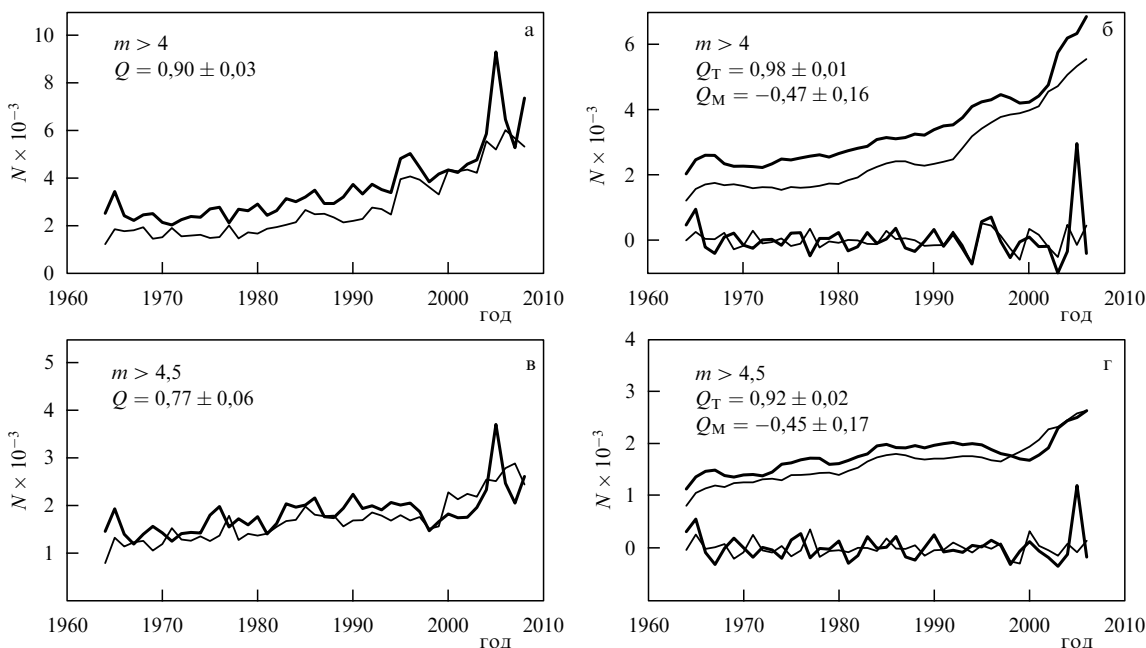 а
m > 4
Q = 0,90 ± 0,03
N × 10⁻³
10
8
6
4
2
0
1960 1970 1980 1990 2000 2010
год
б
m > 4
Q_T = 0,98 ± 0,01
Q_M = −0,47 ± 0,16
N × 10⁻³
6
4
2
0
1960 1970 1980 1990 2000 2010
год
в
m > 4,5
Q = 0,77 ± 0,06
N × 10⁻³
5
4
3
2
1
1960 1970 1980 1990 2000 2010
год
г
m > 4,5
Q_T = 0,92 ± 0,02
Q_M = −0,45 ± 0,17
N × 10⁻³
4
3
2
1
0
1960 1970 1980 1990 2000 2010
год